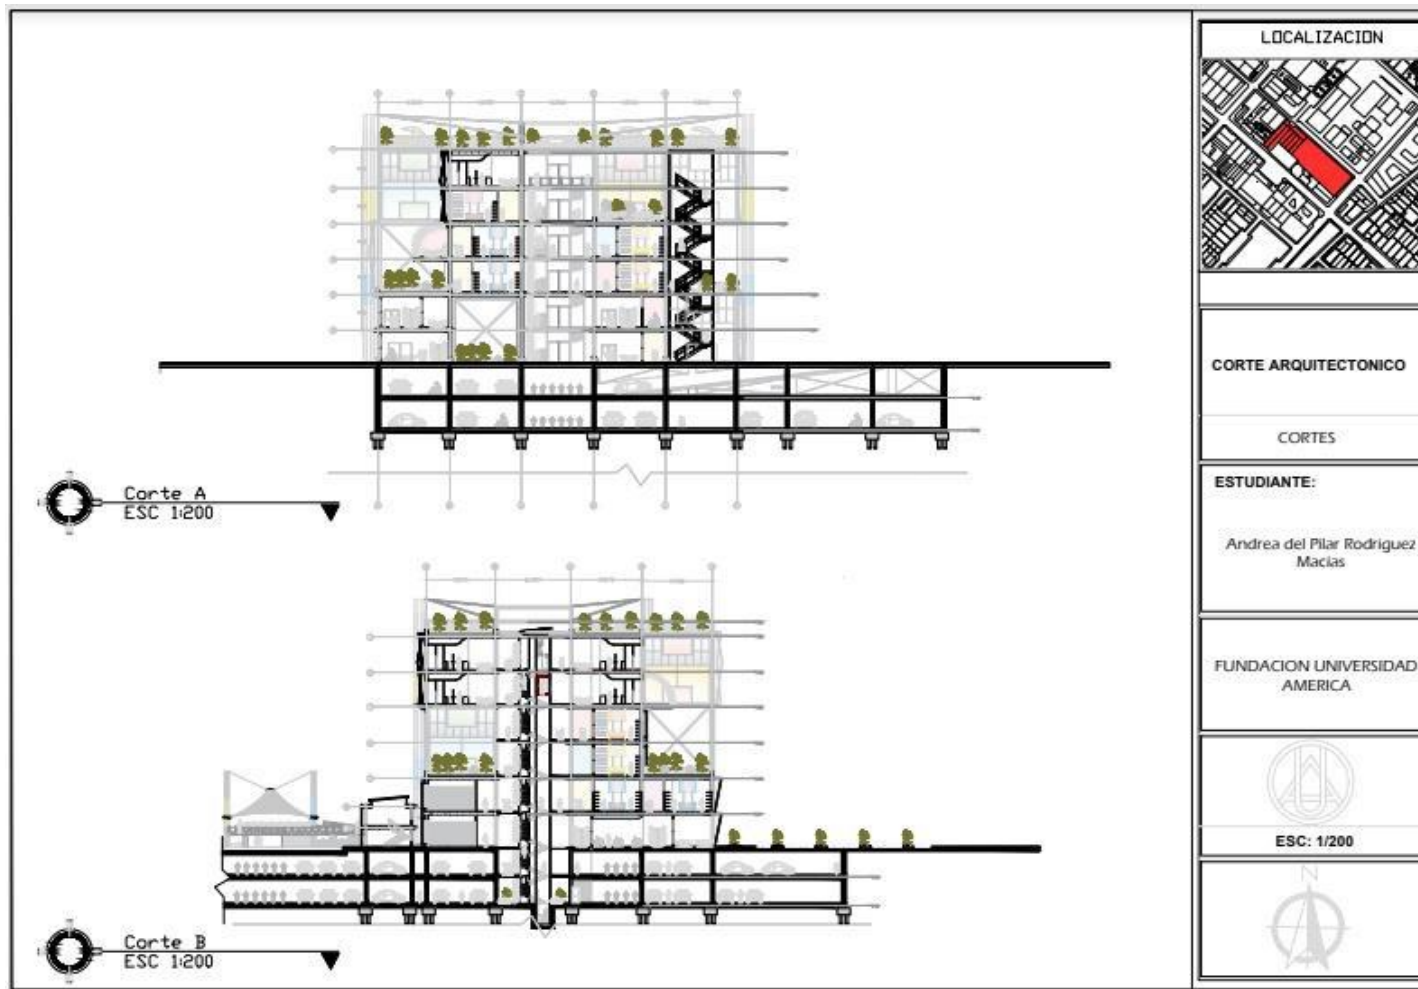 LOCALIZACION
CORTE ARQUITECTONICO
CORTES
ESTUDIANTE:
Andrea del Pilar Rodriguez
Macias
FUNDACION UNIVERSIDAD
AMERICA
ESC: 1/200
N
Corte A
ESC 1:200
Corte B
ESC 1:200